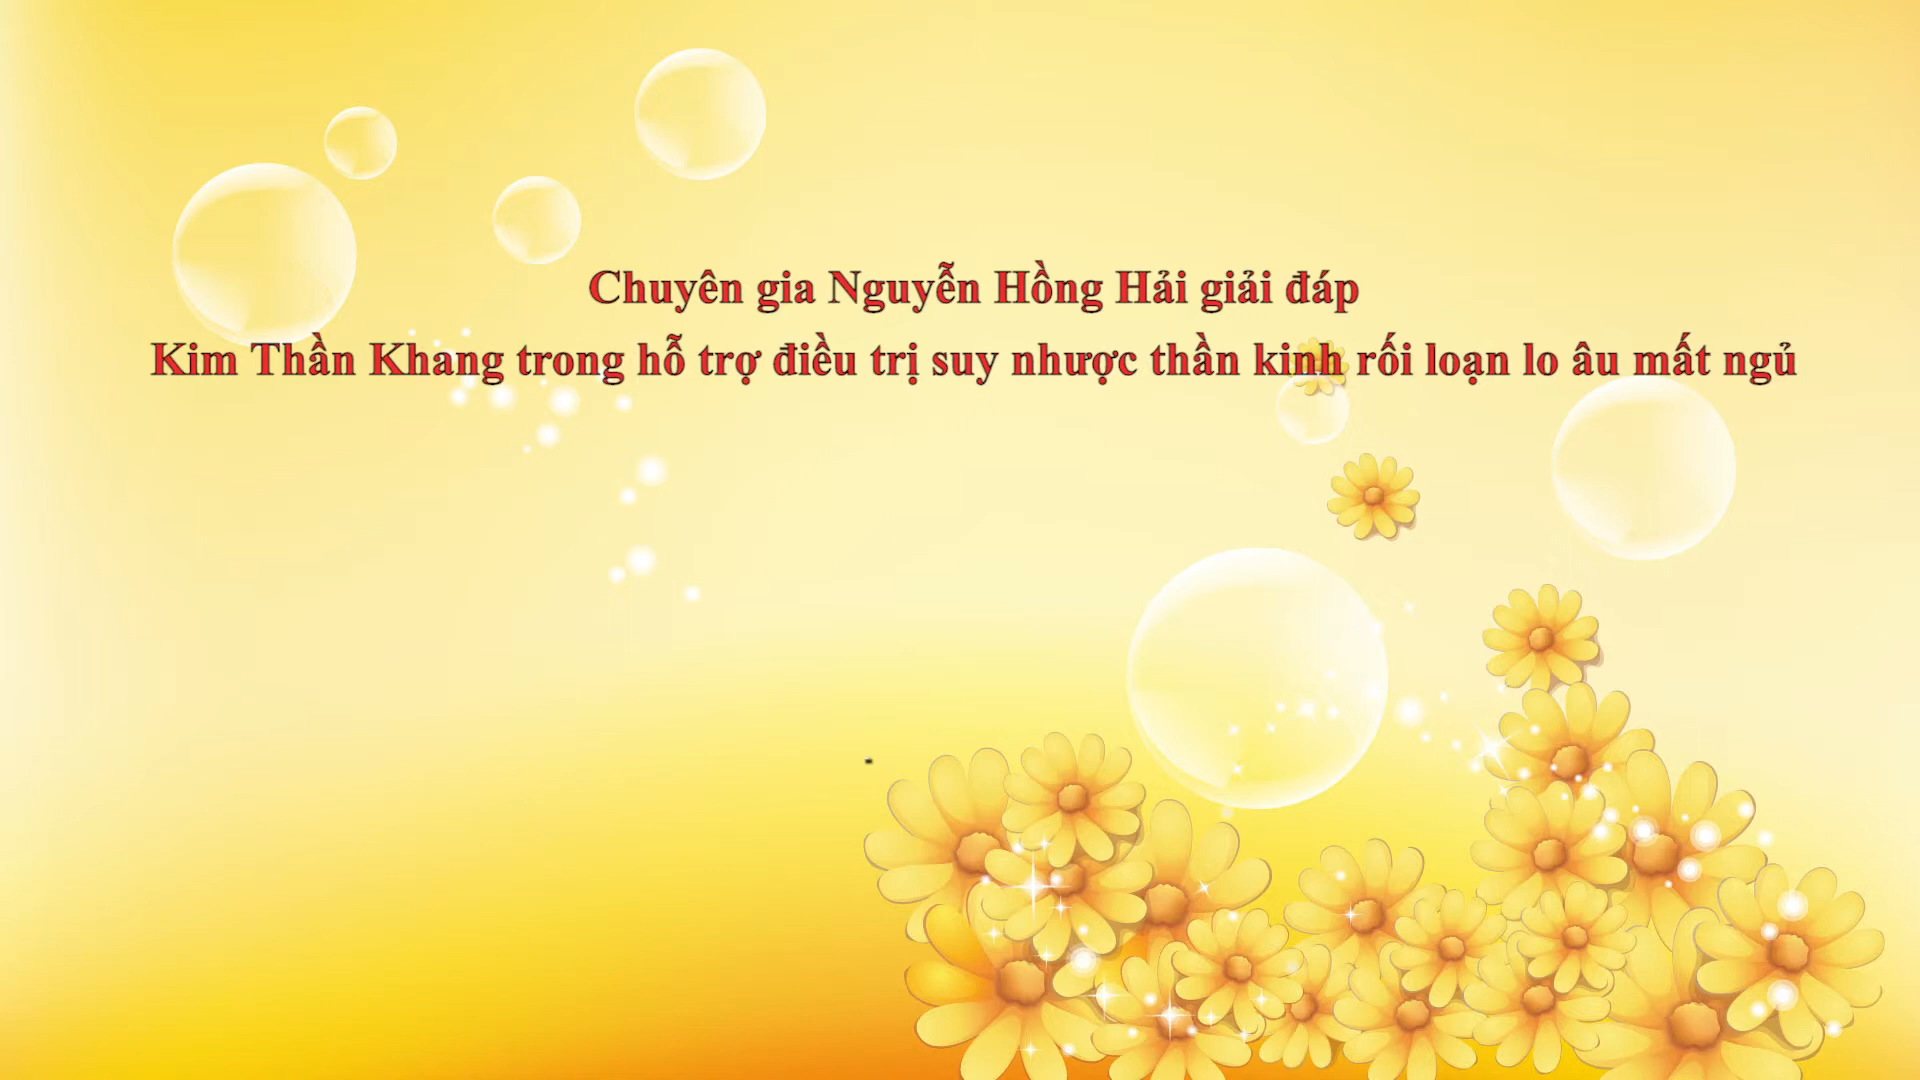 Chuyên gia Nguyễn Hồng Hải giải đáp
Kim Thần Khang trong hỗ trợ điều trị suy nhược thần kinh rối loạn lo âu mất ngủ